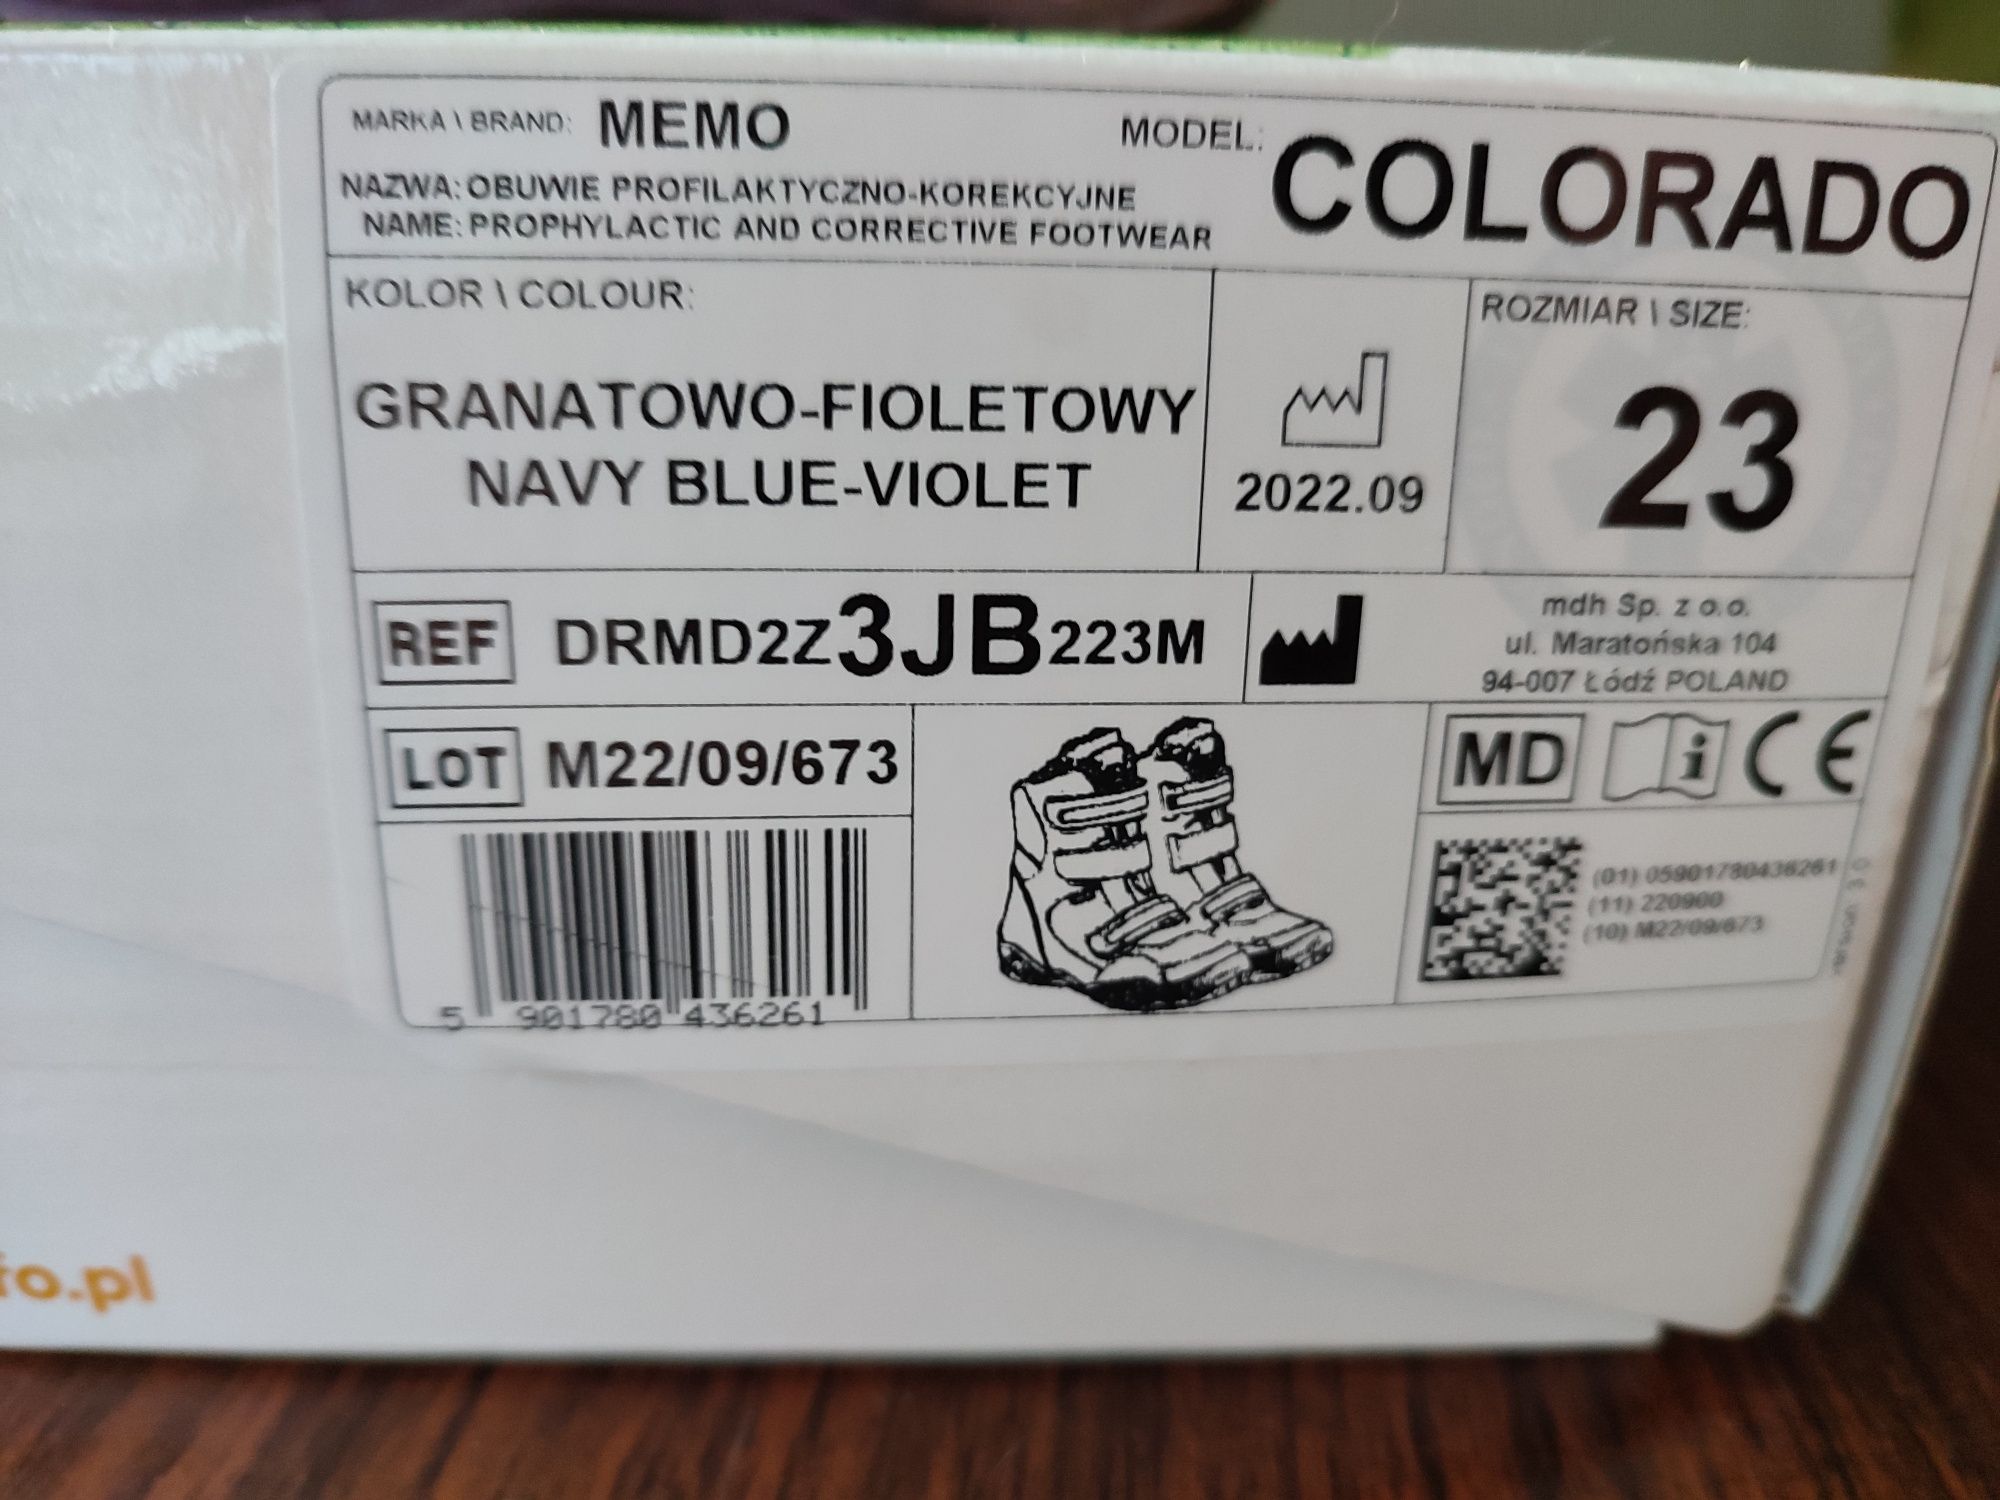 MARKA \ BRAND: MEMO
MODEL: COLORADO
NAZWA: OBUWIE PROFILAKTYCZNO-KOREKCYJNE
NAME: PROPHYLACTIC AND CORRECTIVE FOOTWEAR
KOLOR \ COLOUR:
GRANATOWO-FIOLETOWY
NAVY BLUE-VIOLET
2022.09
ROZMIAR \ SIZE:
23
REF DRMD2Z3JB223M
mdh Sp. z o.o.
ul. Maratońska 104
94-007 Łódź POLAND
LOT M22/09/673
MD i CE
5 901780 436261
(01) 05901780436261
(11) 220900
(10) M22/09/673
fo.pl